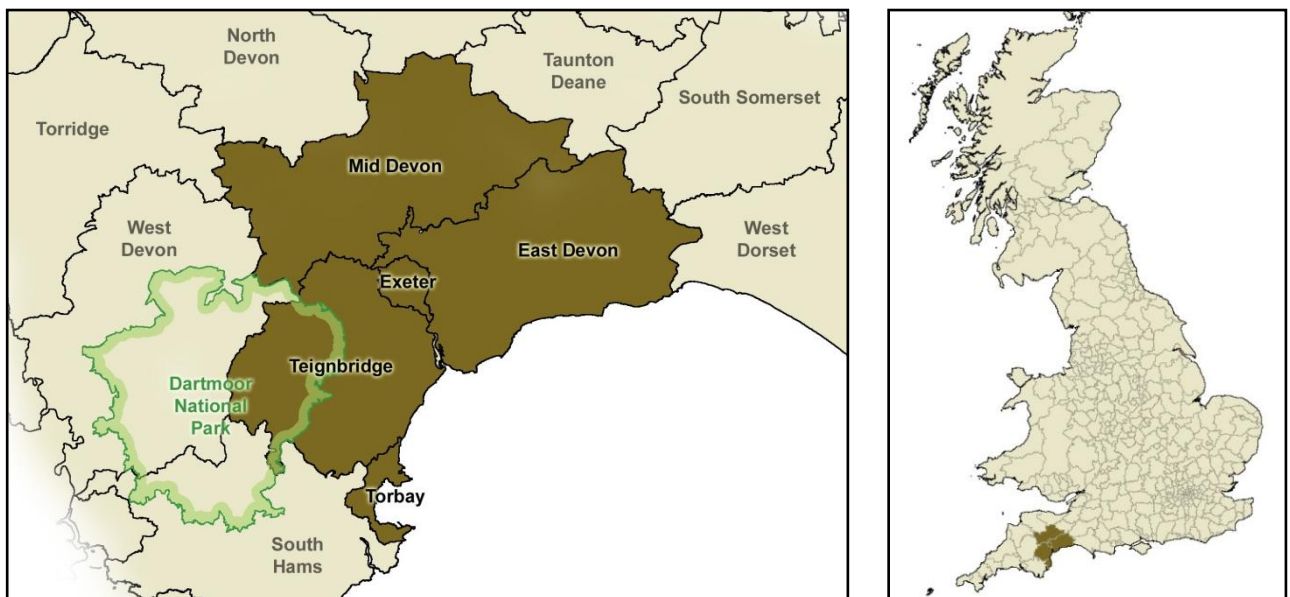 North
Devon
Taunton
Deane
South Somerset
Torridge
Mid Devon
West
Devon
East Devon
West
Dorset
Exeter
Teignbridge
Dartmoor
National
Park
Torbay
South
Hams